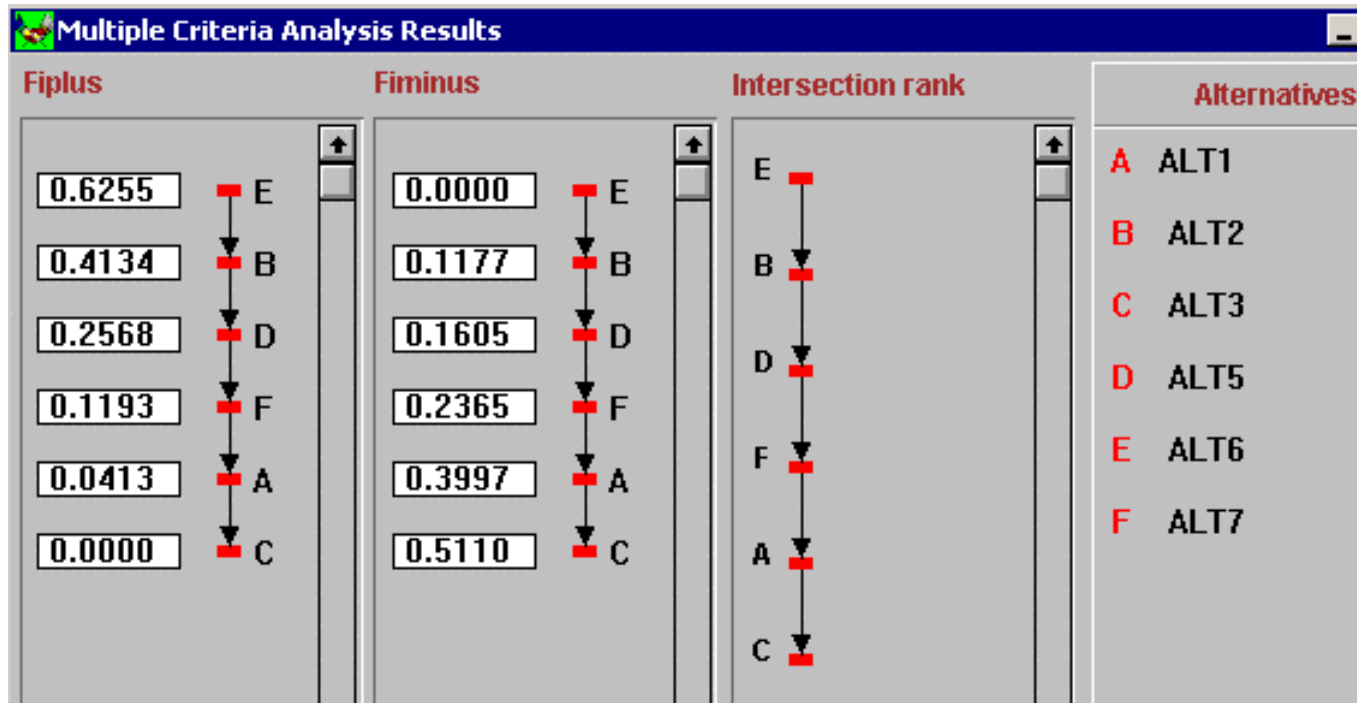 Multiple Criteria Analysis Results
Fiplus
Fiminus
Intersection rank
Alternatives
0.6255 E
0.4134 B
0.2568 D
0.1193 F
0.0413 A
0.0000 C
0.0000 E
0.1177 B
0.1605 D
0.2365 F
0.3997 A
0.5110 C
E
B
D
F
A
C
A ALT1
B ALT2
C ALT3
D ALT5
E ALT6
F ALT7